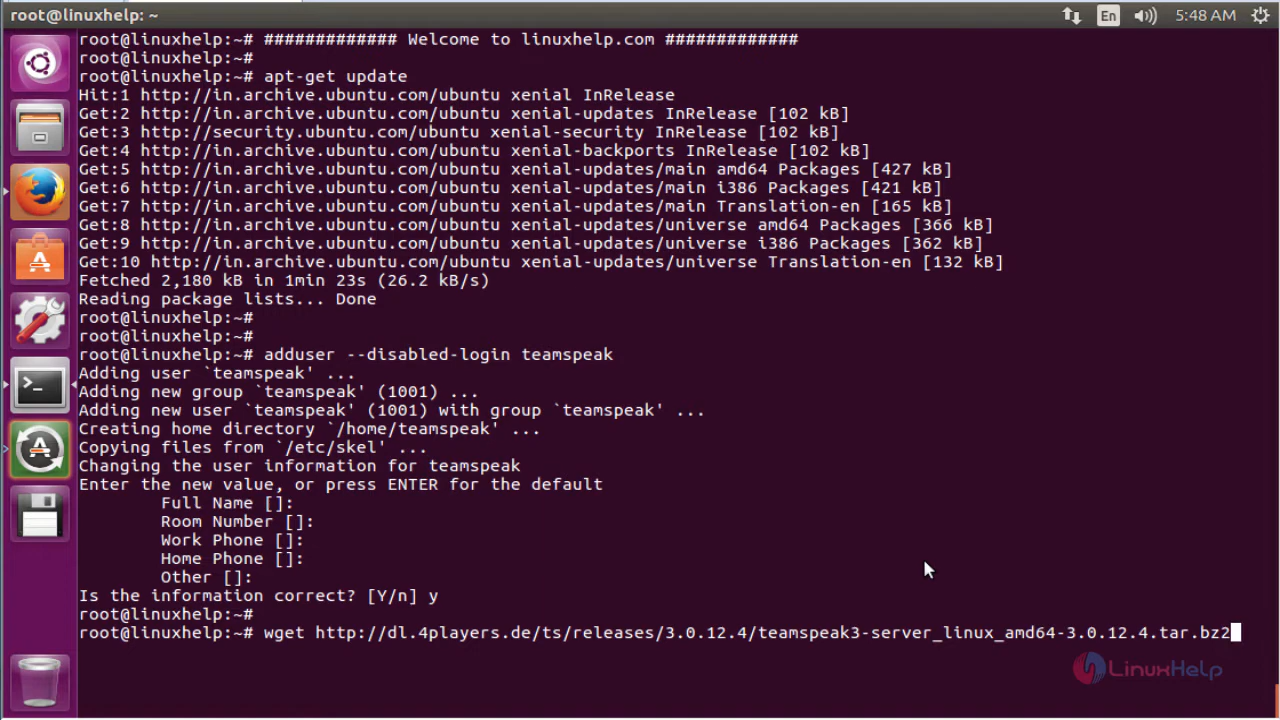 root@linuxhelp: ~
En
5:48 AM
root@linuxhelp:~# ############# Welcome to linuxhelp.com #############
root@linuxhelp:~#
root@linuxhelp:~# apt-get update
Hit:1 http://in.archive.ubuntu.com/ubuntu xenial InRelease
Get:2 http://in.archive.ubuntu.com/ubuntu xenial-updates InRelease [102 kB]
Get:3 http://security.ubuntu.com/ubuntu xenial-security InRelease [102 kB]
Get:4 http://in.archive.ubuntu.com/ubuntu xenial-backports InRelease [102 kB]
Get:5 http://in.archive.ubuntu.com/ubuntu xenial-updates/main amd64 Packages [427 kB]
Get:6 http://in.archive.ubuntu.com/ubuntu xenial-updates/main i386 Packages [421 kB]
Get:7 http://in.archive.ubuntu.com/ubuntu xenial-updates/main Translation-en [165 kB]
Get:8 http://in.archive.ubuntu.com/ubuntu xenial-updates/universe amd64 Packages [366 kB]
Get:9 http://in.archive.ubuntu.com/ubuntu xenial-updates/universe i386 Packages [362 kB]
Get:10 http://in.archive.ubuntu.com/ubuntu xenial-updates/universe Translation-en [132 kB]
Fetched 2,180 kB in 1min 23s (26.2 kB/s)
Reading package lists... Done
root@linuxhelp:~#
root@linuxhelp:~#
root@linuxhelp:~# adduser --disabled-login teamspeak
Adding user `teamspeak' ...
Adding new group `teamspeak' (1001) ...
Adding new user `teamspeak' (1001) with group `teamspeak' ...
Creating home directory `/home/teamspeak' ...
Copying files from `/etc/skel' ...
Changing the user information for teamspeak
Enter the new value, or press ENTER for the default
Full Name []:
Room Number []:
Work Phone []:
Home Phone []:
Other []:
Is the information correct? [Y/n] y
root@linuxhelp:~#
root@linuxhelp:~# wget http://dl.4players.de/ts/releases/3.0.12.4/teamspeak3-server_linux_amd64-3.0.12.4.tar.bz2
LinuxHelp